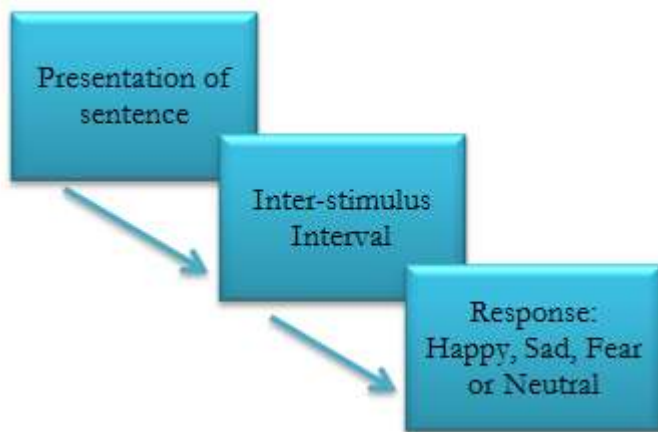 Presentation of
sentence
Inter-stimulus
Interval
Response:
Happy, Sad, Fear
or Neutral